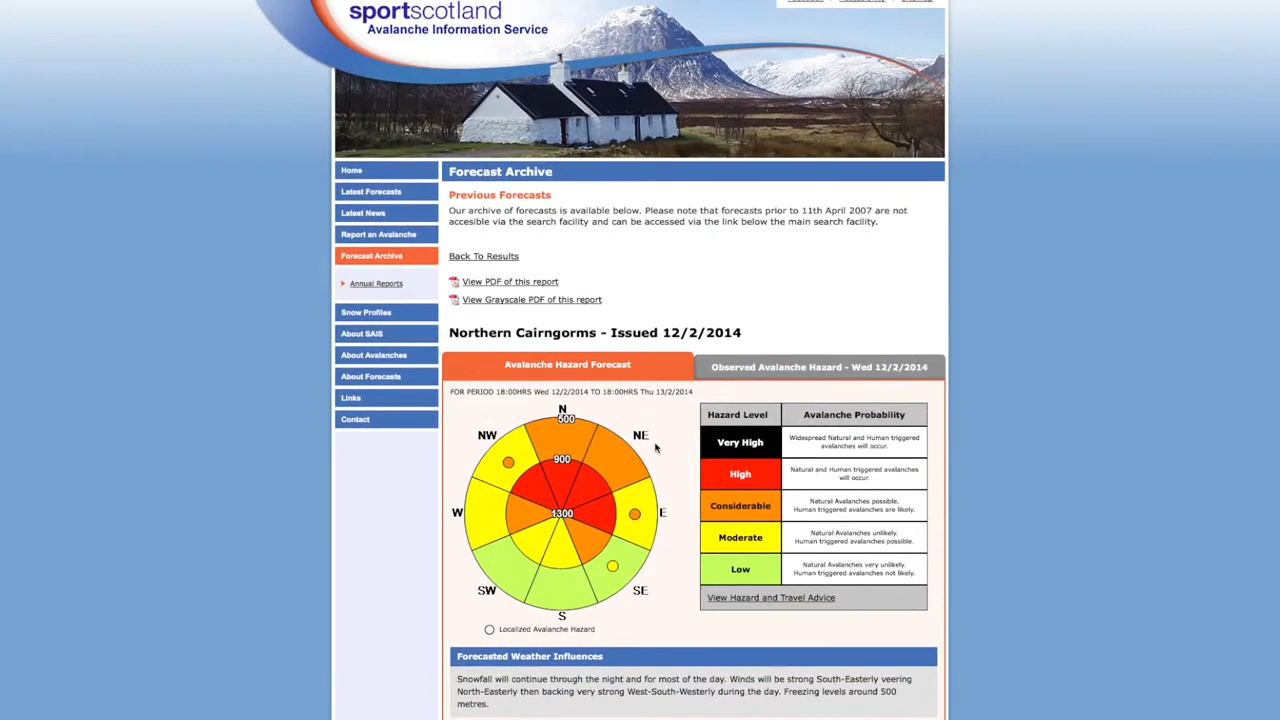 sportscotland
Avalanche Information Service
Home
Latest Forecasts
Latest News
Report an Avalanche
Forecast Archive
Annual Reports
Snow Profiles
About SAIS
About Avalanches
About Forecasts
Links
Contact
Forecast Archive
Previous Forecasts
Our archive of forecasts is available below. Please note that forecasts prior to 11th April 2007 are not
accesible via the search facility and can be accessed via the link below the main search facility.
Back To Results
View PDF of this report
View Grayscale PDF of this report
Northern Cairngorms - Issued 12/2/2014
Avalanche Hazard Forecast
Observed Avalanche Hazard - Wed 12/2/2014
FOR PERIOD 18:00HRS Wed 12/2/2014 TO 18:00HRS Thu 13/2/2014
N
500
NW
NE
900
W
1300
E
SW
SE
S
Localized Avalanche Hazard
Hazard Level Avalanche Probability
Very High Widespread Natural and Human triggered
avalanches will occur.
High Natural and Human triggered avalanches
will occur.
Considerable Natural Avalanches possible,
Human triggered avalanches are likely.
Moderate Natural Avalanches unlikely.
Human triggered avalanches possible.
Low Natural Avalanches very unlikely.
Human triggered avalanches not likely.
View Hazard and Travel Advice
Forecasted Weather Influences
Snowfall will continue through the night and for most of the day. Winds will be strong South-Easterly veering
North-Easterly then backing very strong West-South-Westerly during the day. Freezing levels around 500
metres.